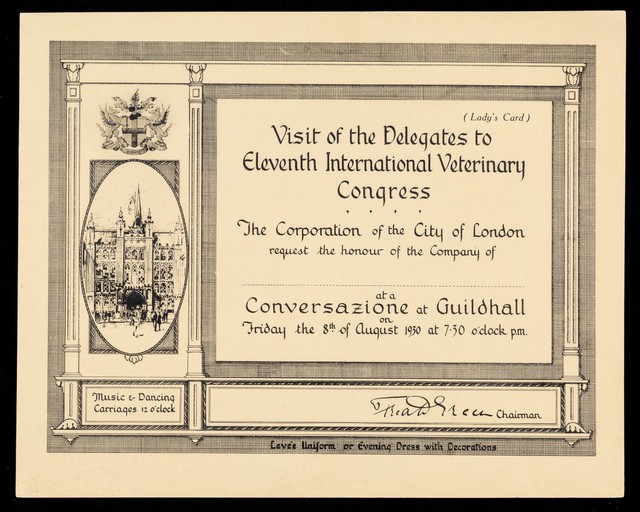 (Lady's Card)
Visit of the Delegates to
Eleventh International Veterinary
Congress
The Corporation of the City of London
request the honour of the Company of
at a
Conversazione at Guildhall
on
Friday the 8th of August 1930 at 7·30 o'clock p.m.
Music & Dancing
Carriages 12 o'clock
Chairman
Levée Uniform or Evening Dress with Decorations